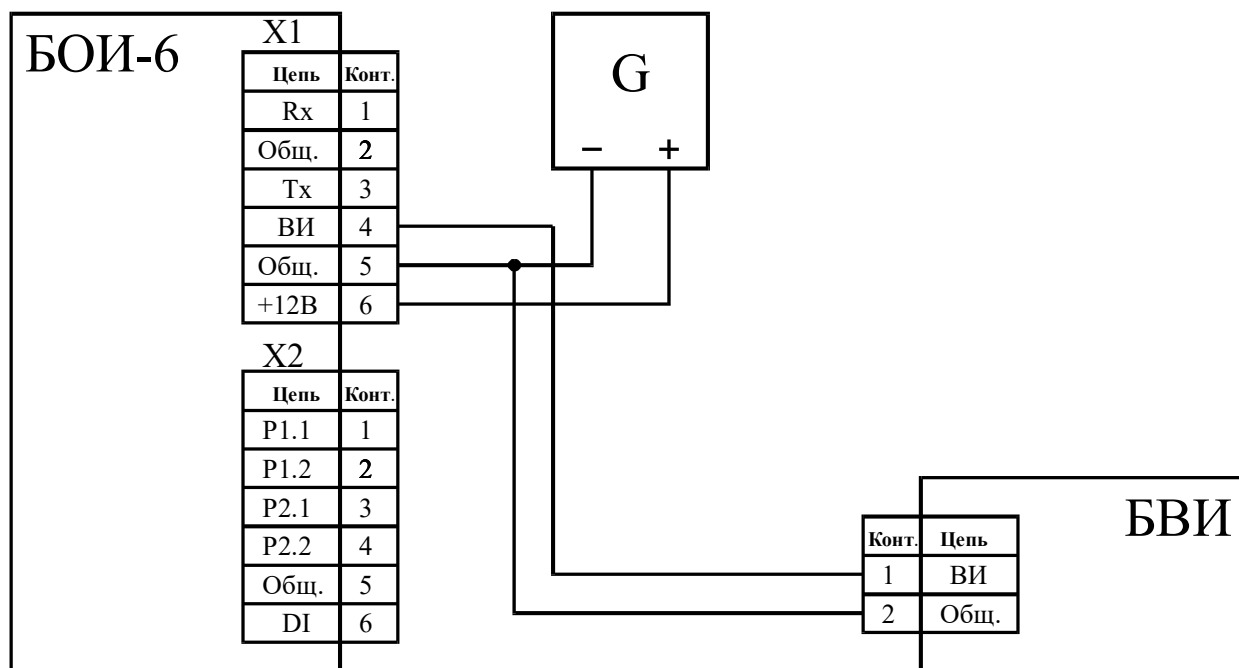 БОИ-6
X1
Цепь Конт.
Rx 1
Общ. 2
Tx 3
ВИ 4
Общ. 5
+12В 6
G
− +
X2
Цепь Конт.
P1.1 1
P1.2 2
P2.1 3
P2.2 4
Общ. 5
DI 6
БВИ
Конт. Цепь
1 ВИ
2 Общ.